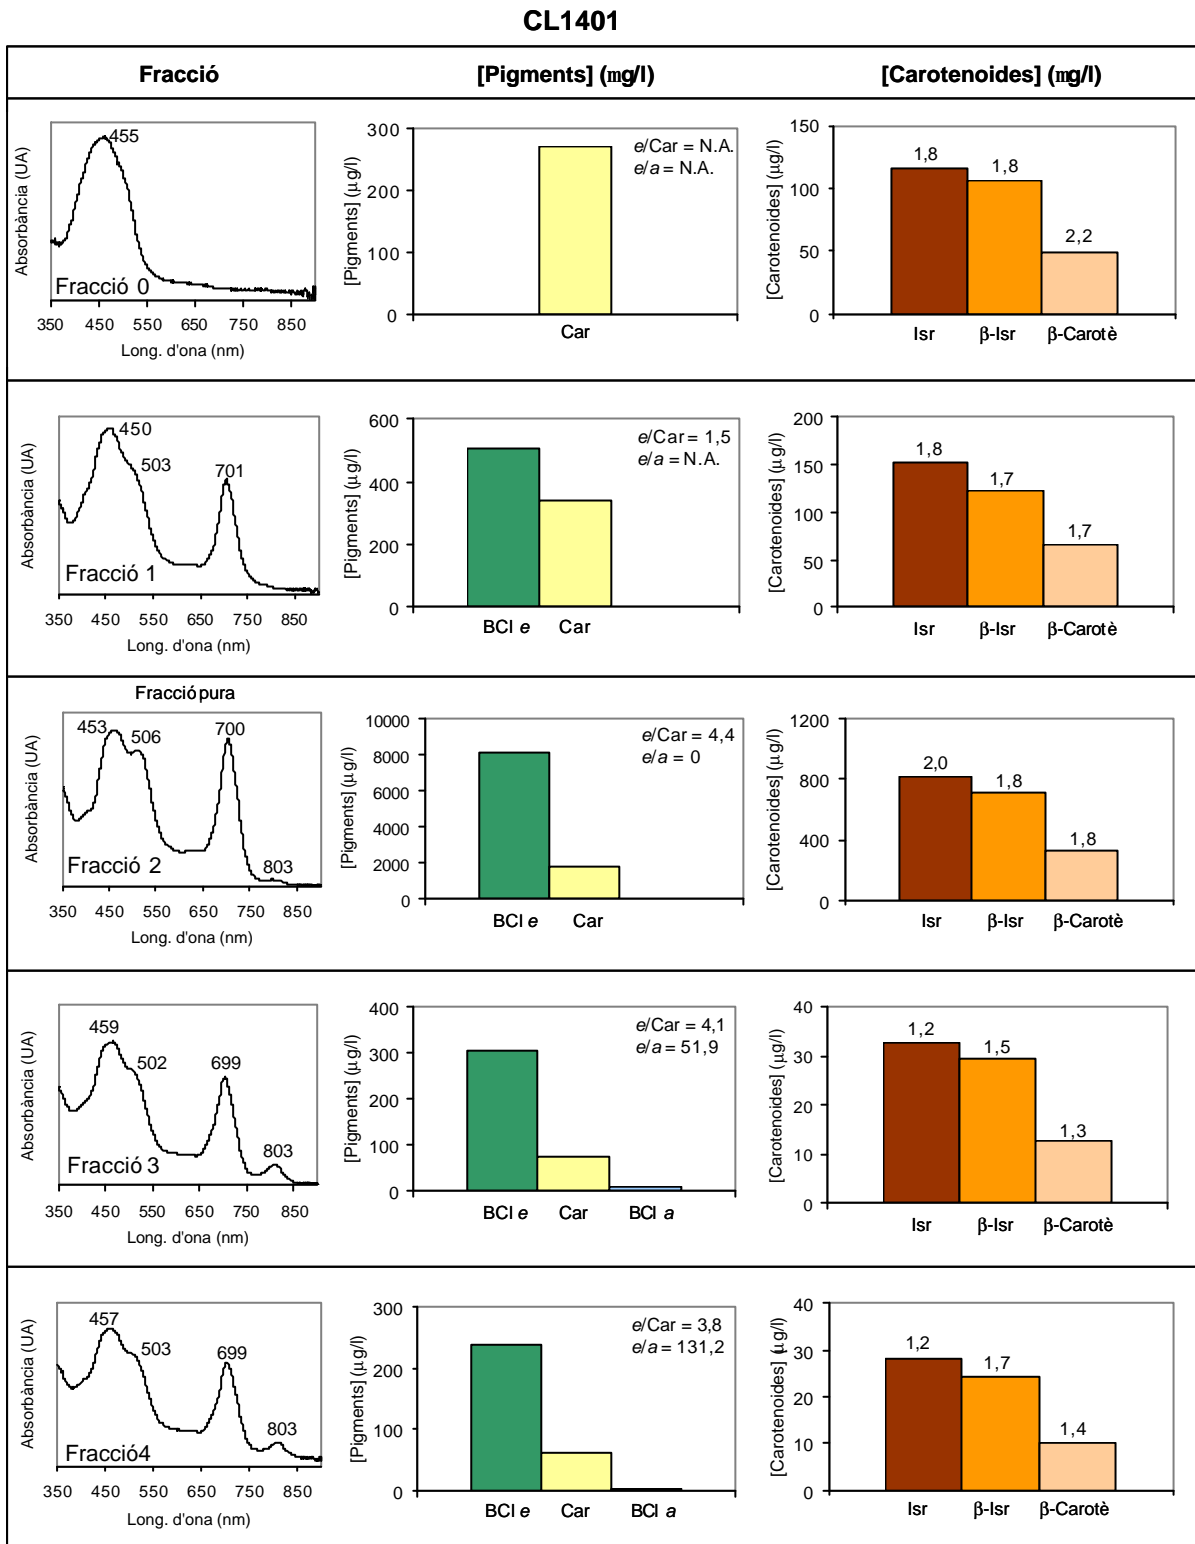 CL1401
Fracció
[Pigments] (mg/l)
[Carotenoides] (mg/l)
Absorbància (UA)
455
Fracció 0
350 450 550 650 750 850
Long. d'ona (nm)
[Pigments] (µg/l)
300
200
100
0
e/Car = N.A.
e/a = N.A.
Car
[Carotenoides] (µg/l)
150
100
50
0
1,8
1,8
2,2
Isr β-Isr β-Carotè
Absorbància (UA)
450
503
701
Fracció 1
350 450 550 650 750 850
Long. d'ona (nm)
[Pigments] (µg/l)
600
400
200
0
e/Car = 1,5
e/a = N.A.
BCl e Car
[Carotenoides] (µg/l)
200
150
100
50
0
1,8
1,7
1,7
Isr β-Isr β-Carotè
Fracció pura
Absorbància (UA)
453
506
700
803
Fracció 2
350 450 550 650 750 850
Long. d'ona (nm)
[Pigments] (µg/l)
10000
8000
6000
4000
2000
0
e/Car = 4,4
e/a = 0
BCl e Car
[Carotenoides] (µg/l)
1200
800
400
0
2,0
1,8
1,8
Isr β-Isr β-Carotè
Absorbància (UA)
459
502
699
803
Fracció 3
350 450 550 650 750 850
Long. d'ona (nm)
[Pigments] (µg/l)
400
300
200
100
0
e/Car = 4,1
e/a = 51,9
BCl e Car BCl a
[Carotenoides] (µg/l)
40
30
20
10
0
1,2
1,5
1,3
Isr β-Isr β-Carotè
Absorbància (UA)
457
503
699
803
Fracció4
350 450 550 650 750 850
Long. d'ona (nm)
[Pigments] (µg/l)
300
200
100
0
e/Car = 3,8
e/a = 131,2
BCl e Car BCl a
[Carotenoides] (µg/l)
40
30
20
10
0
1,2
1,7
1,4
Isr β-Isr β-Carotè